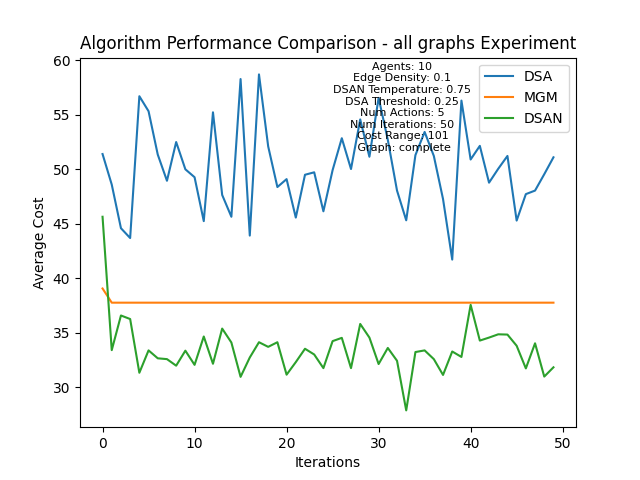 Algorithm Performance Comparison - all graphs Experiment
Agents: 10
Edge Density: 0.1
DSAN Temperature: 0.75
DSA Threshold: 0.25
Num Actions: 5
Num Iterations: 50
Cost Range: 101
Graph: complete
DSA
MGM
DSAN
Average Cost
60
55
50
45
40
35
30
0
10
20
30
40
50
Iterations